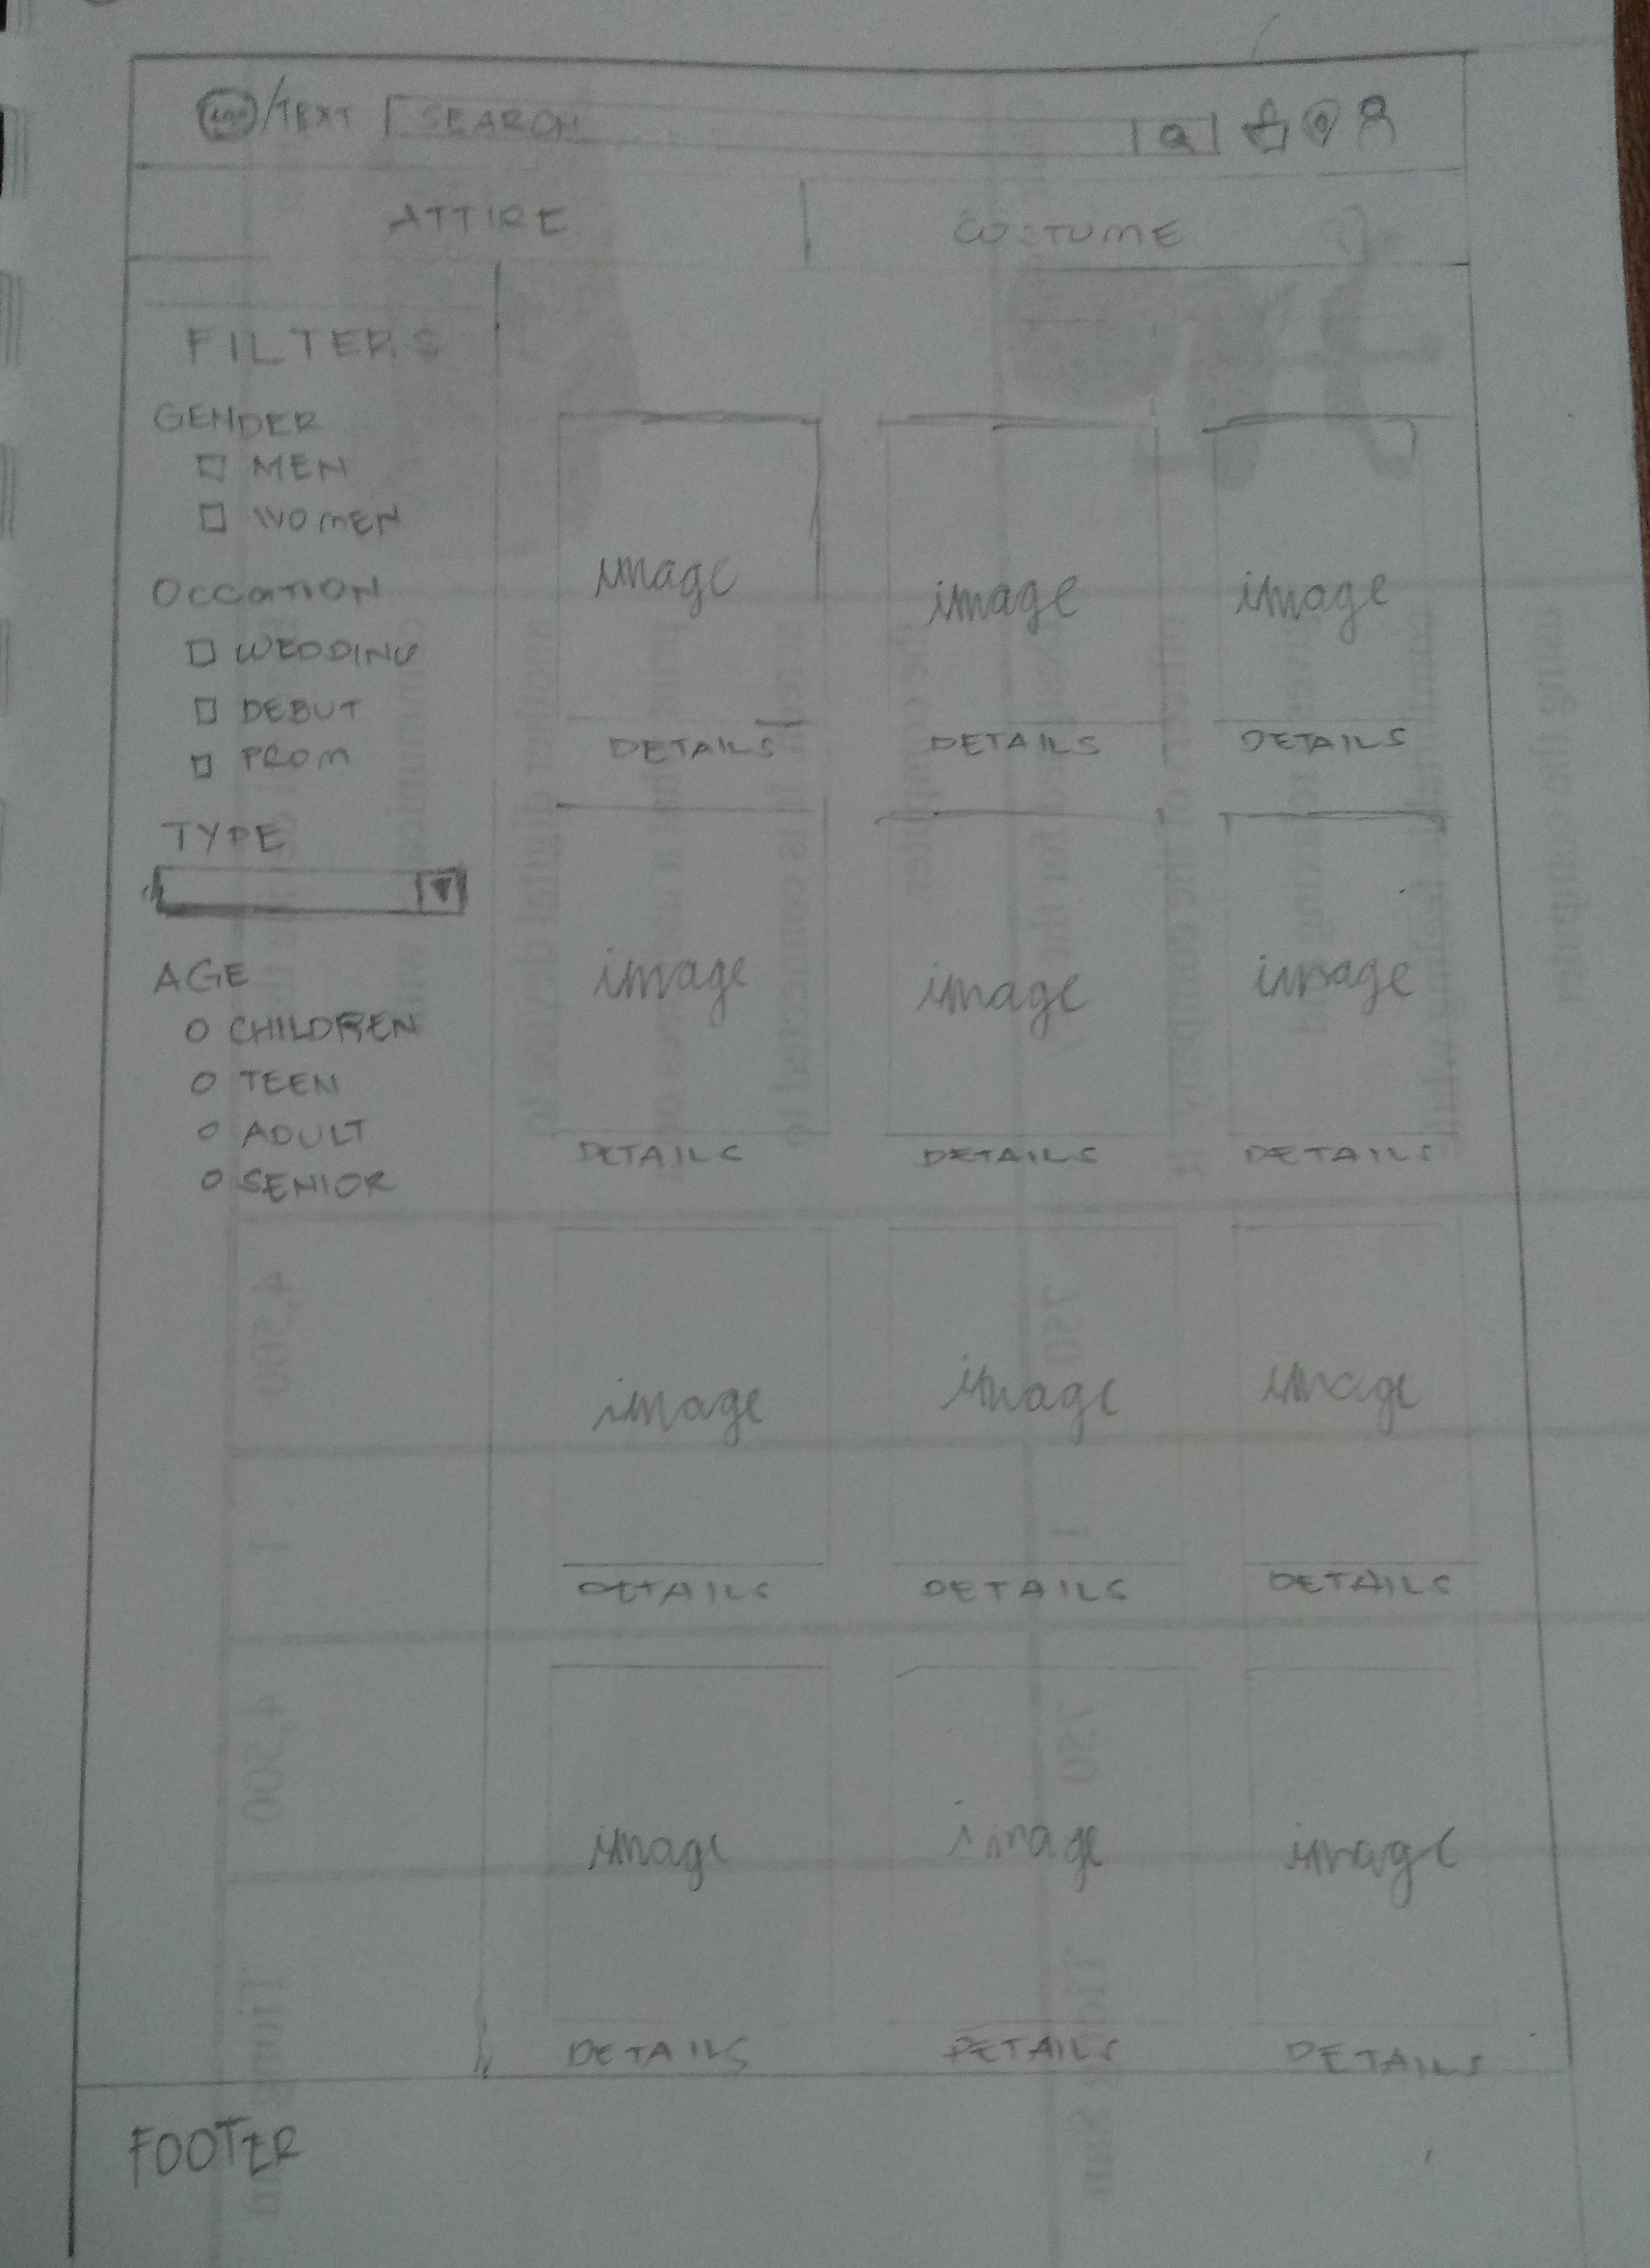 /TEXT SEARCH
ATTIRE COSTUME
FILTERS
GENDER
MEN
WOMEN
OCCATION
WEDDING
DEBUT
PROM
TYPE
AGE
CHILDREN
TEEN
ADULT
SENIOR
image image image
DETAILS DETAILS DETAILS
image image image
DETAILS DETAILS DETAILS
image image image
DETAILS DETAILS DETAILS
image image image
DETAILS DETAILS DETAILS
FOOTER